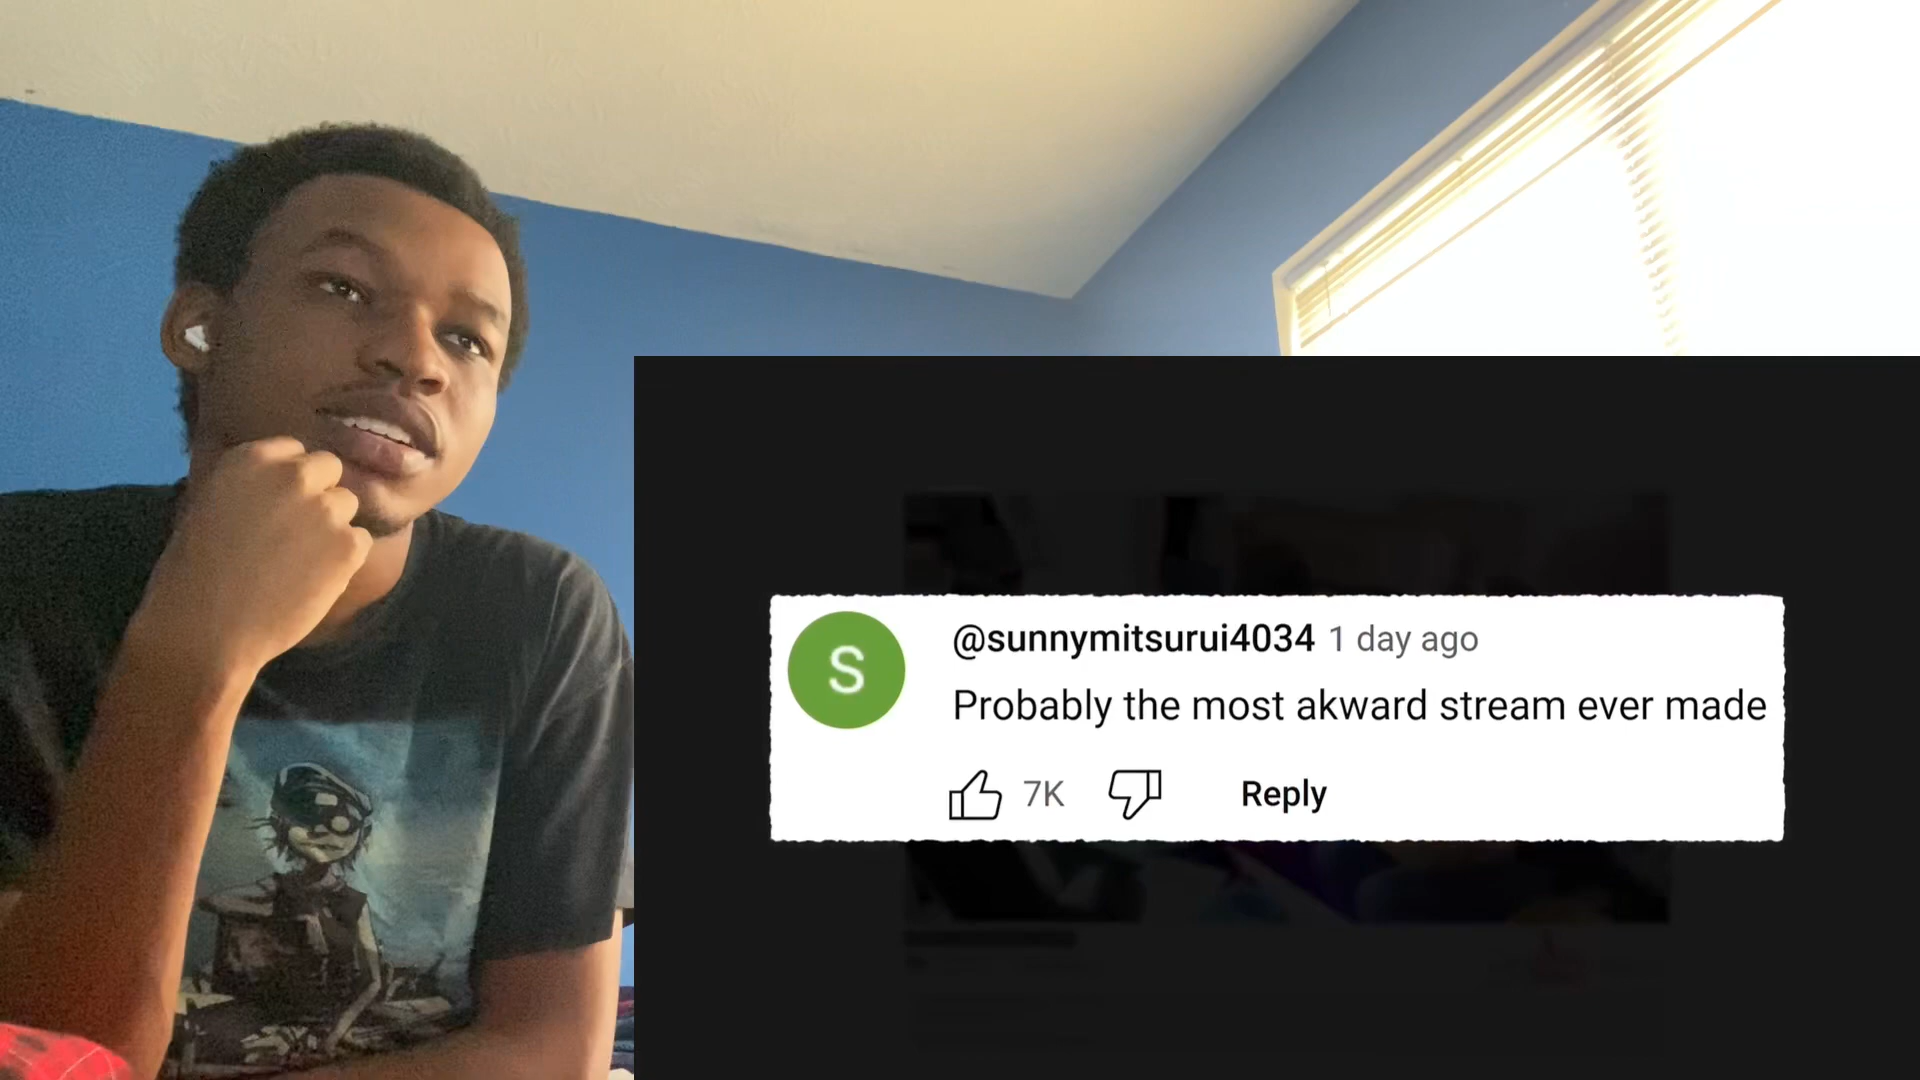 S
@sunnymitsurui4034 1 day ago
Probably the most akward stream ever made
7K Reply